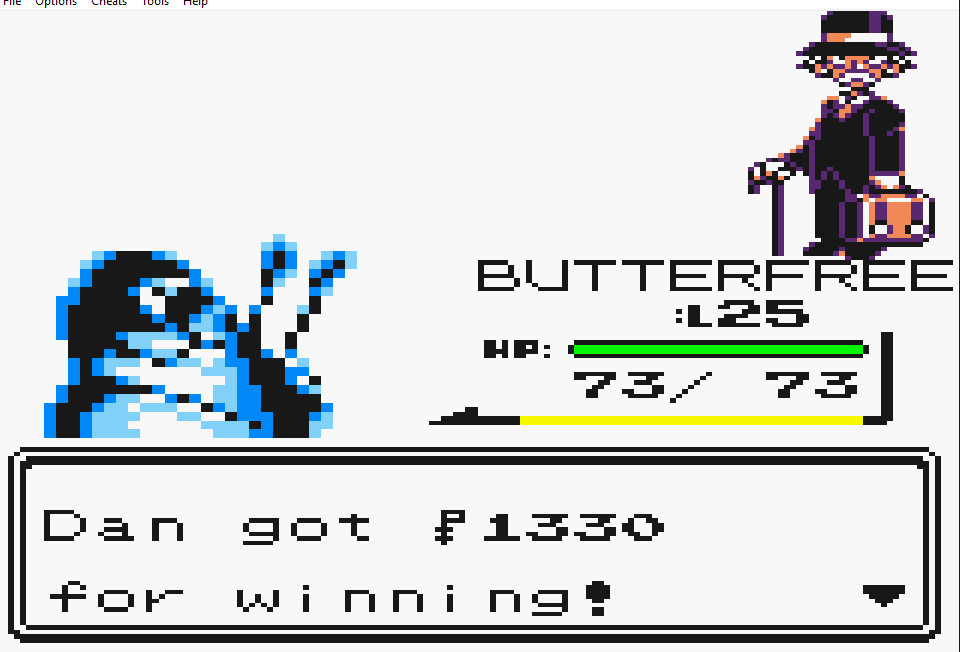 File Options Cheats Tools Help
BUTTERFREE
:L25
HP:
73/ 73
Dan got ₽1330
for winning!